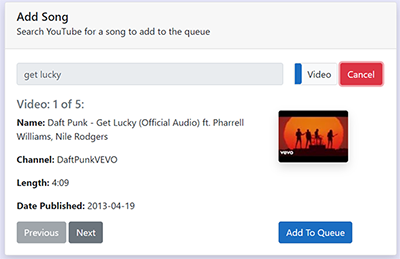 Add Song
Search YouTube for a song to add to the queue
get lucky
Video
Cancel
Video: 1 of 5:
Name: Daft Punk - Get Lucky (Official Audio) ft. Pharrell
Williams, Nile Rodgers
vevo
Channel: DaftPunkVEVO
Length: 4:09
Date Published: 2013-04-19
Previous
Next
Add To Queue